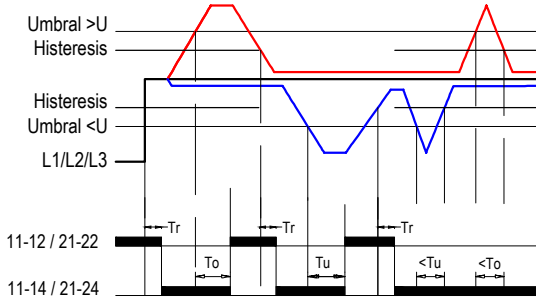 Umbral >U
Histeresis
Histeresis
Umbral <U
L1/L2/L3
Tr Tr Tr
11-12 / 21-22
To Tu <Tu <To
11-14 / 21-24